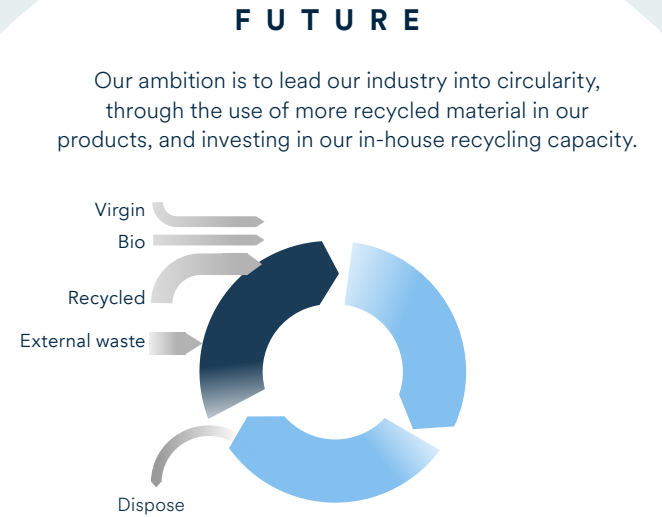 FUTURE
Our ambition is to lead our industry into circularity,
through the use of more recycled material in our
products, and investing in our in-house recycling capacity.
Virgin
Bio
Recycled
External waste
Dispose